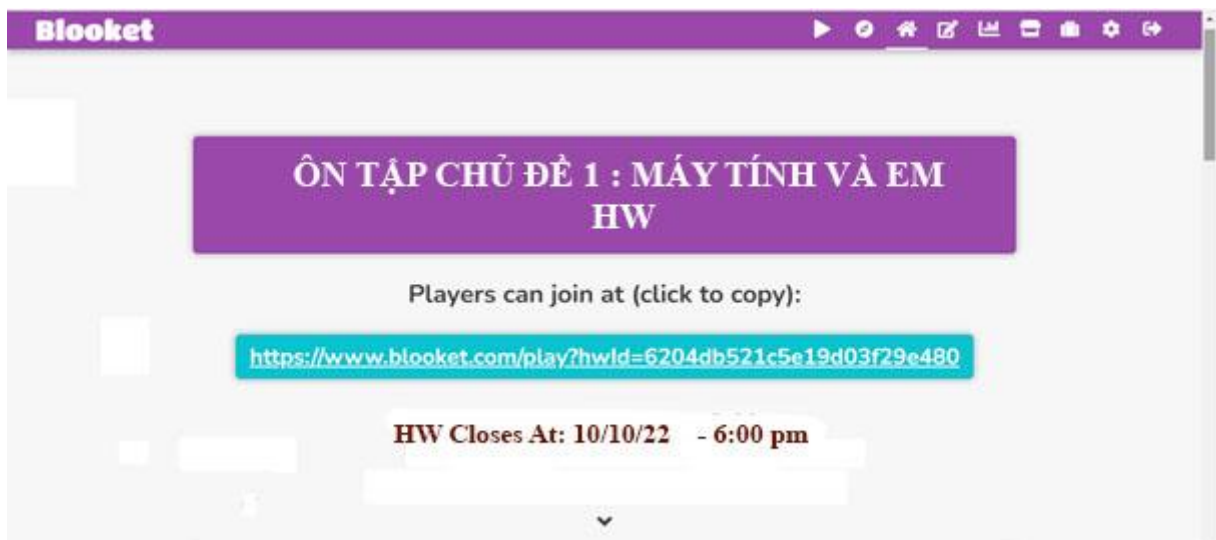 Blooket
ÔN TẬP CHỦ ĐỀ 1 : MÁY TÍNH VÀ EM
HW
Players can join at (click to copy):
https://www.blooket.com/play?hwId=6204db521c5e19d03f29e480
HW Closes At: 10/10/22 - 6:00 pm